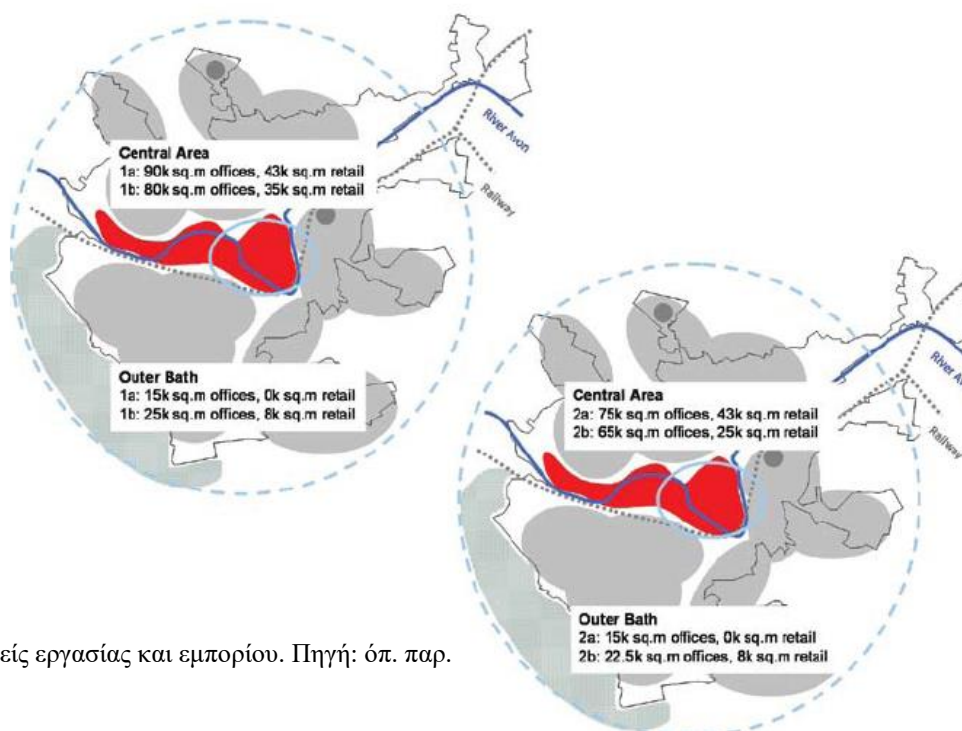 River Avon
Railway
Central Area
1a: 90k sq.m offices, 43k sq.m retail
1b: 80k sq.m offices, 35k sq.m retail
Outer Bath
1a: 15k sq.m offices, 0k sq.m retail
1b: 25k sq.m offices, 8k sq.m retail
River Av
Railway
Central Area
2a: 75k sq.m offices, 43k sq.m retail
2b: 65k sq.m offices, 25k sq.m retail
Outer Bath
2a: 15k sq.m offices, 0k sq.m retail
2b: 22.5k sq.m offices, 8k sq.m retail
είς εργασίας και εμπορίου. Πηγή: όπ. παρ.